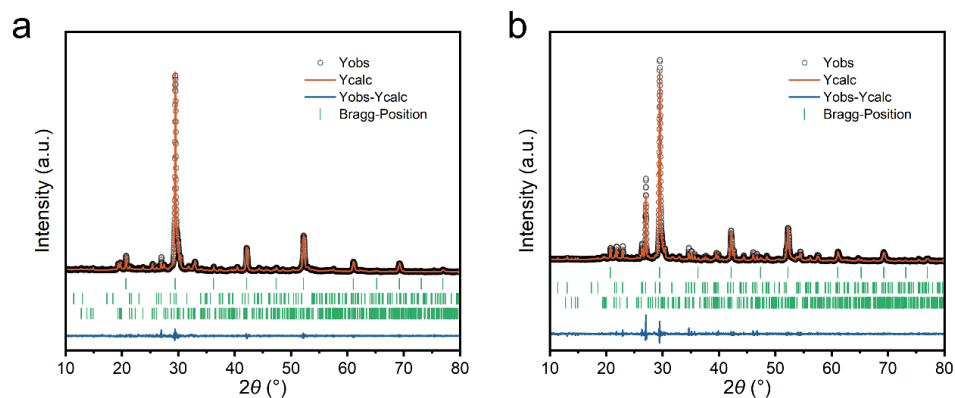 a
Intensity (a.u.)
Yobs
Ycalc
Yobs-Ycalc
Bragg-Position
10 20 30 40 50 60 70 80
2θ (°)
b
Intensity (a.u.)
Yobs
Ycalc
Yobs-Ycalc
Bragg-Position
10 20 30 40 50 60 70 80
2θ (°)